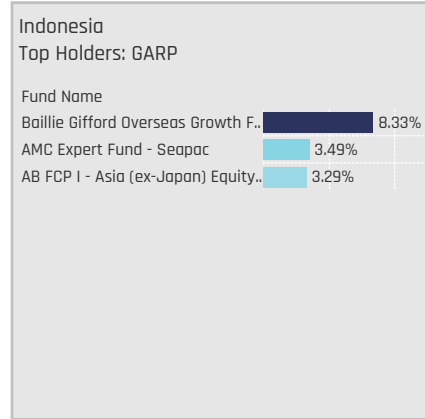 Indonesia
Top Holders: GARP
Fund Name
Baillie Gifford Overseas Growth F.. 8.33%
AMC Expert Fund - Seapac 3.49%
AB FCP I - Asia (ex-Japan) Equity.. 3.29%